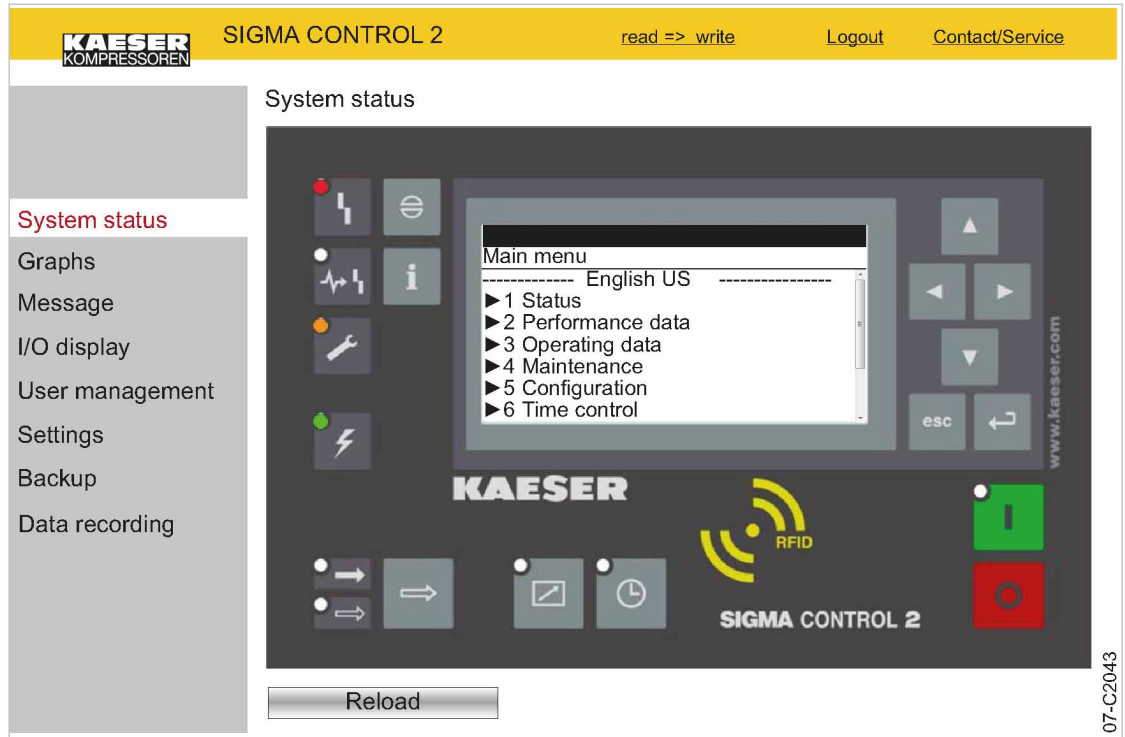 KAESER
KOMPRESSOREN
SIGMA CONTROL 2
read => write
Logout
Contact/Service
System status
System status
Graphs
Message
I/O display
User management
Settings
Backup
Data recording
i
Main menu
------------- English US ----------------
►1 Status
►2 Performance data
►3 Operating data
►4 Maintenance
►5 Configuration
►6 Time control
esc
www.kaeser.com
KAESER
RFID
I
SIGMA CONTROL 2
Reload
07-C2043